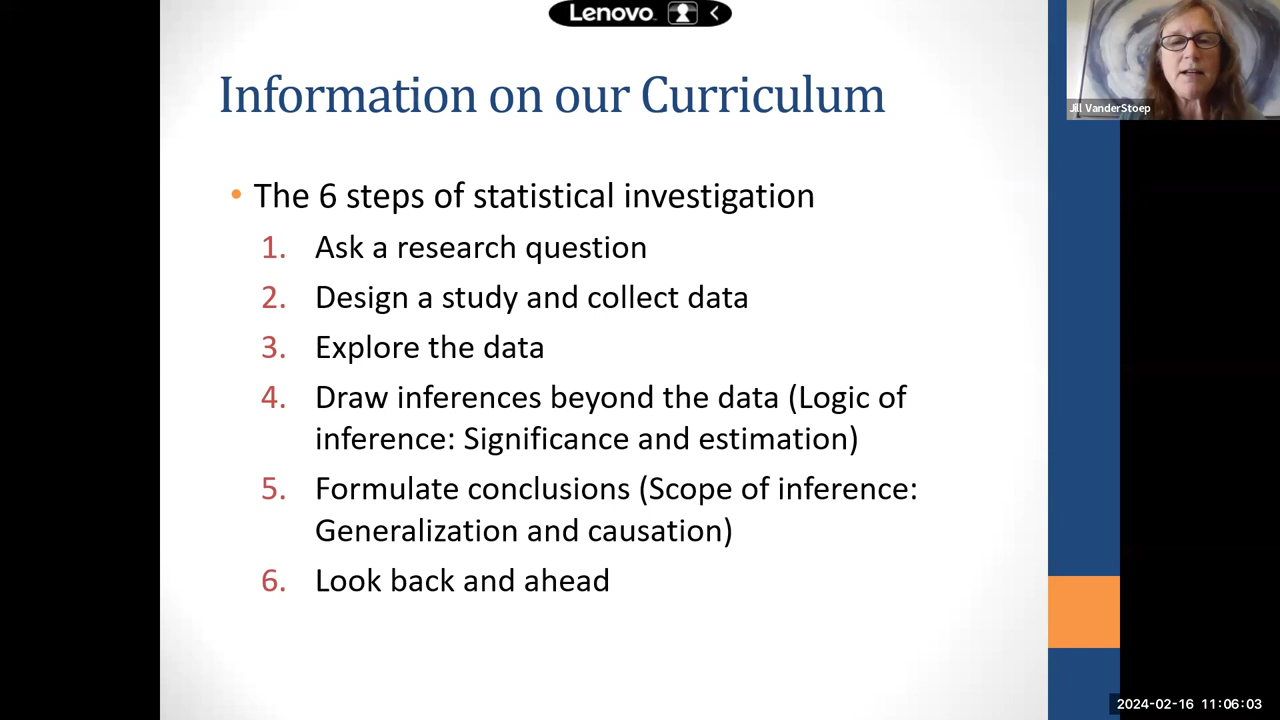 Lenovo
Information on our Curriculum
Jill VanderStoep
• The 6 steps of statistical investigation
1. Ask a research question
2. Design a study and collect data
3. Explore the data
4. Draw inferences beyond the data (Logic of
inference: Significance and estimation)
5. Formulate conclusions (Scope of inference:
Generalization and causation)
6. Look back and ahead
2024-02-16 11:06:03